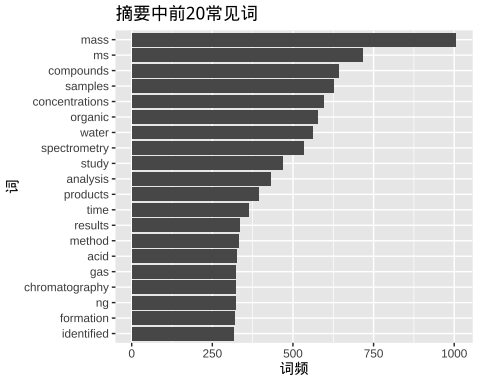 摘要中前20常见词
mass
ms
compounds
samples
concentrations
organic
water
spectrometry
study
analysis
products
time
results
method
acid
gas
chromatography
ng
formation
identified
词
0 250 500 750 1000
词频